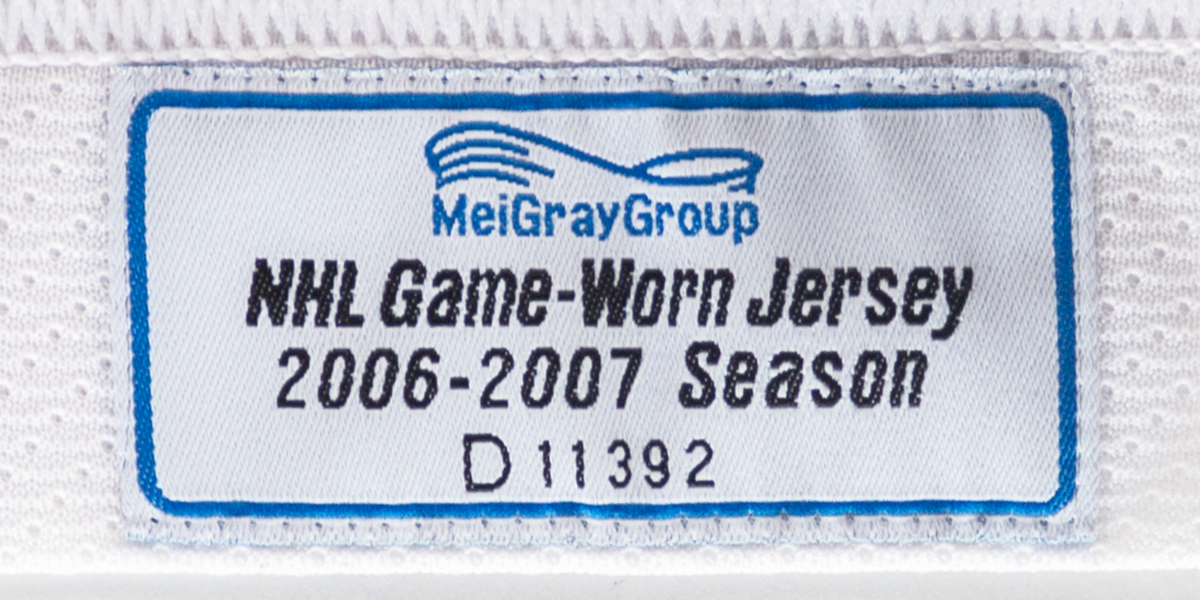 MeiGrayGroup
NHL Game-Worn Jersey
2006-2007 Season
D 11392